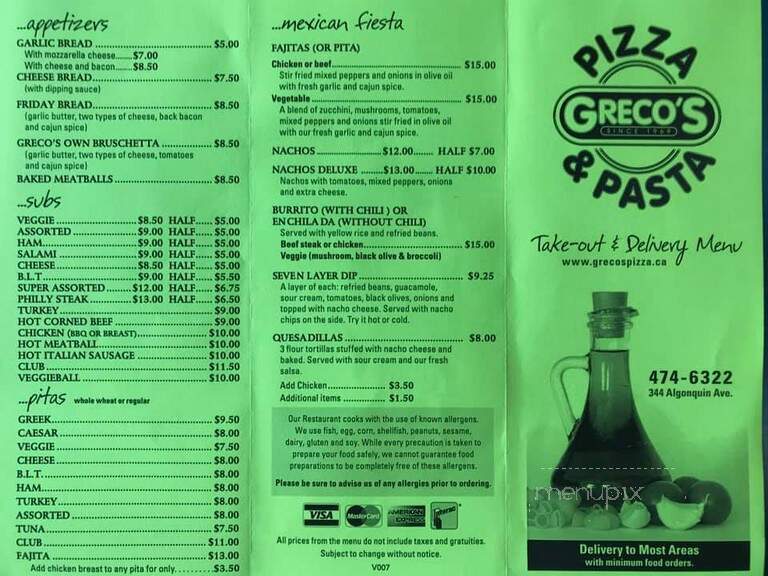 ...appetizers
GARLIC BREAD ............ $5.00
With mozzarella cheese....... $7.00
With cheese and bacon..... $8.50
CHEESE BREAD............ $7.50
(with dipping sauce)
FRIDAY BREAD............ $8.50
(garlic butter, two types of cheese, back bacon
and cajun spice)
GRECO'S OWN BRUSCHETTA ............ $8.50
(garlic butter, two types of cheese, tomatoes
and cajun spice)
BAKED MEATBALLS ............ $8.50
...subs
VEGGIE ............ $8.50 HALF..... $5.00
ASSORTED ............ $9.00 HALF..... $5.00
HAM............ $9.00 HALF..... $5.00
SALAMI ............ $9.00 HALF..... $5.00
CHEESE ............ $8.50 HALF..... $5.00
B.L.T. ............ $9.00 HALF..... $5.50
SUPER ASSORTED ....... $12.00 HALF..... $6.75
PHILLY STEAK ............ $13.00 HALF..... $6.50
TURKEY............ $9.00
HOT CORNED BEEF ............ $9.00
CHICKEN (BBQ OR BREAST)............ $10.00
HOT MEATBALL............ $10.00
HOT ITALIAN SAUSAGE ............ $10.00
CLUB ............ $11.50
VEGGIEBALL ............ $10.00
...pitas whole wheat or regular
GREEK............ $9.50
CAESAR ............ $8.00
VEGGIE ............ $7.50
CHEESE ............ $8.00
B.L.T. ............ $8.00
HAM............ $8.00
TURKEY............ $8.00
ASSORTED ............ $8.00
TUNA ............ $7.50
CLUB............ $11.00
FAJITA ............ $13.00
Add chicken breast to any pita for only......... $3.50
...mexican fiesta
FAJITAS (OR PITA)
Chicken or beef............ $15.00
Stir fried mixed peppers and onions in olive oil
with fresh garlic and cajun spice.
Vegetable ............ $15.00
A blend of zucchini, mushrooms, tomatoes,
mixed peppers and onions stir fried in olive oil
with our fresh garlic and cajun spice.
NACHOS ............ $12.00....... HALF $7.00
NACHOS DELUXE ........ $13.00...... HALF $10.00
Nachos with tomatoes, mixed peppers, onions
and extra cheese.
BURRITO (WITH CHILI ) OR
ENCHILADA (WITHOUT CHILI)
Served with yellow rice and refried beans.
Beef steak or chicken............ $15.00
Veggie (mushroom, black olive & broccoli)
SEVEN LAYER DIP ............ $9.25
A layer of each: refried beans, guacamole,
sour cream, tomatoes, black olives, onions and
topped with nacho cheese. Served with nacho
chips on the side. Try it hot or cold.
QUESADILLAS ............ $8.00
3 flour tortillas stuffed with nacho cheese and
baked. Served with sour cream and our fresh
salsa.
Add Chicken............ $3.50
Additional items ............ $1.50
Our Restaurant cooks with the use of known allergens.
We use fish, egg, corn, shellfish, peanuts, sesame,
dairy, gluten and soy. While every precaution is taken to
prepare your food safely, we cannot guarantee food
preparations to be completely free of these allergens.
Please be sure to advise us of any allergies prior to ordering.
VISA MasterCard AMERICAN EXPRESS Interac
All prices from the menu do not include taxes and gratuities.
Subject to change without notice.
V007
PIZZA
GRECO'S
SINCE 1969
& PASTA
Take-out & Delivery Menu
www.grecospizza.ca
474-6322
344 Algonquin Ave.
menupix
Delivery to Most Areas
with minimum food orders.